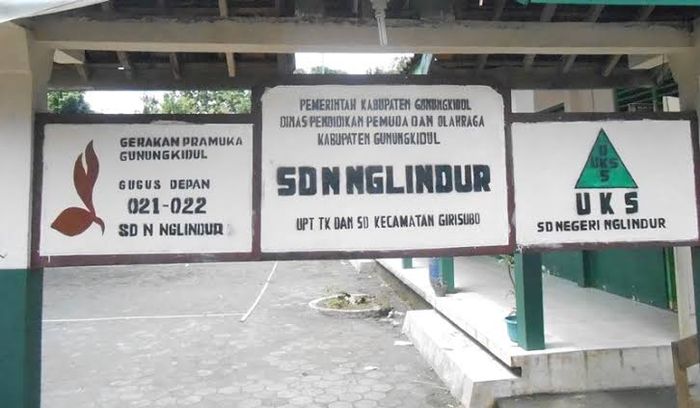 GERAKAN PRAMUKA
GUNUNGKIDUL
GUGUS DEPAN
021-022
SD N NGLINDUR
PEMERINTAH KABUPATEN GUNUNGKIDUL
DINAS PENDIDIKAN PEMUDA DAN OLAHRAGA
KABUPATEN GUNUNGKIDUL
SD N NGLINDUR
UPT TK DAN SD KECAMATAN GIRISUBO
U
UKS
S
UKS
SD NEGERI NGLINDUR